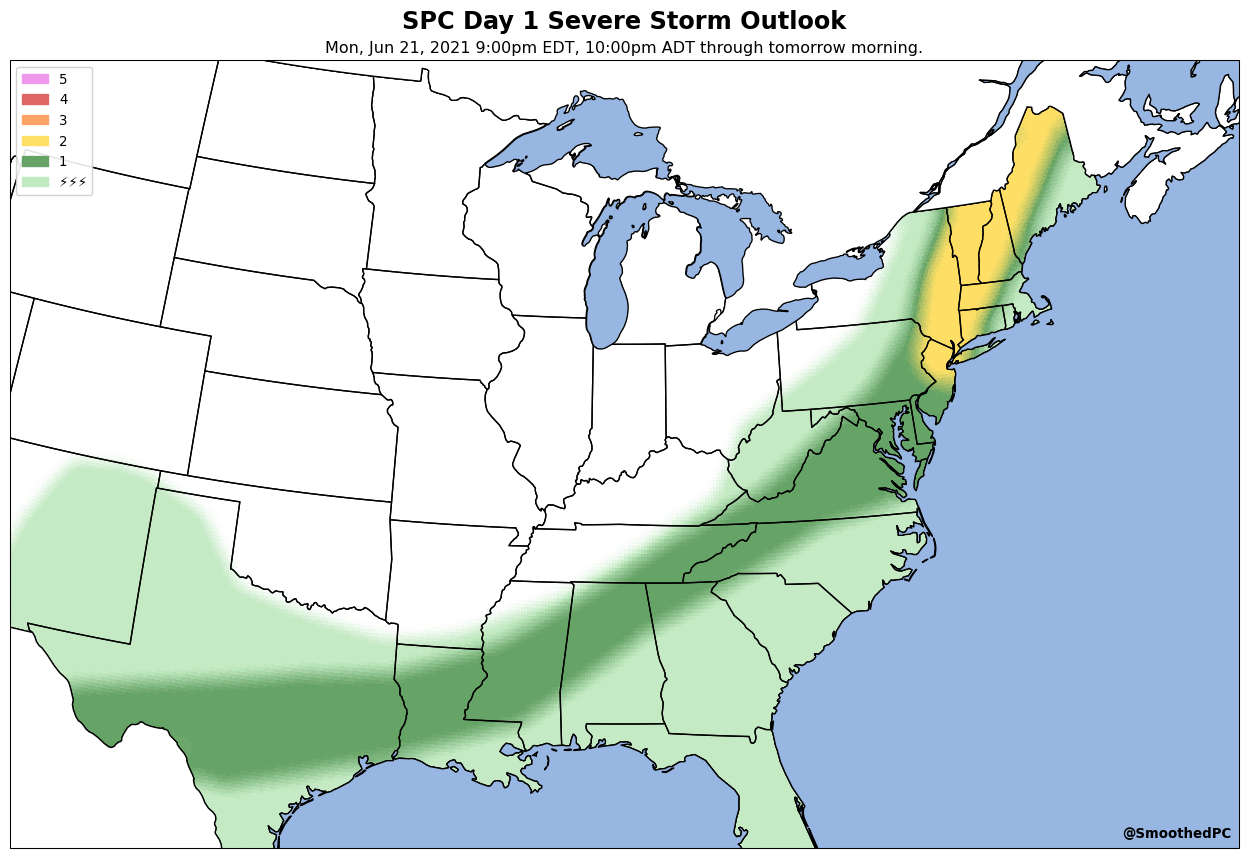 SPC Day 1 Severe Storm Outlook
Mon, Jun 21, 2021 9:00pm EDT, 10:00pm ADT through tomorrow morning.
5
4
3
2
1
⚡⚡⚡
@SmoothedPC